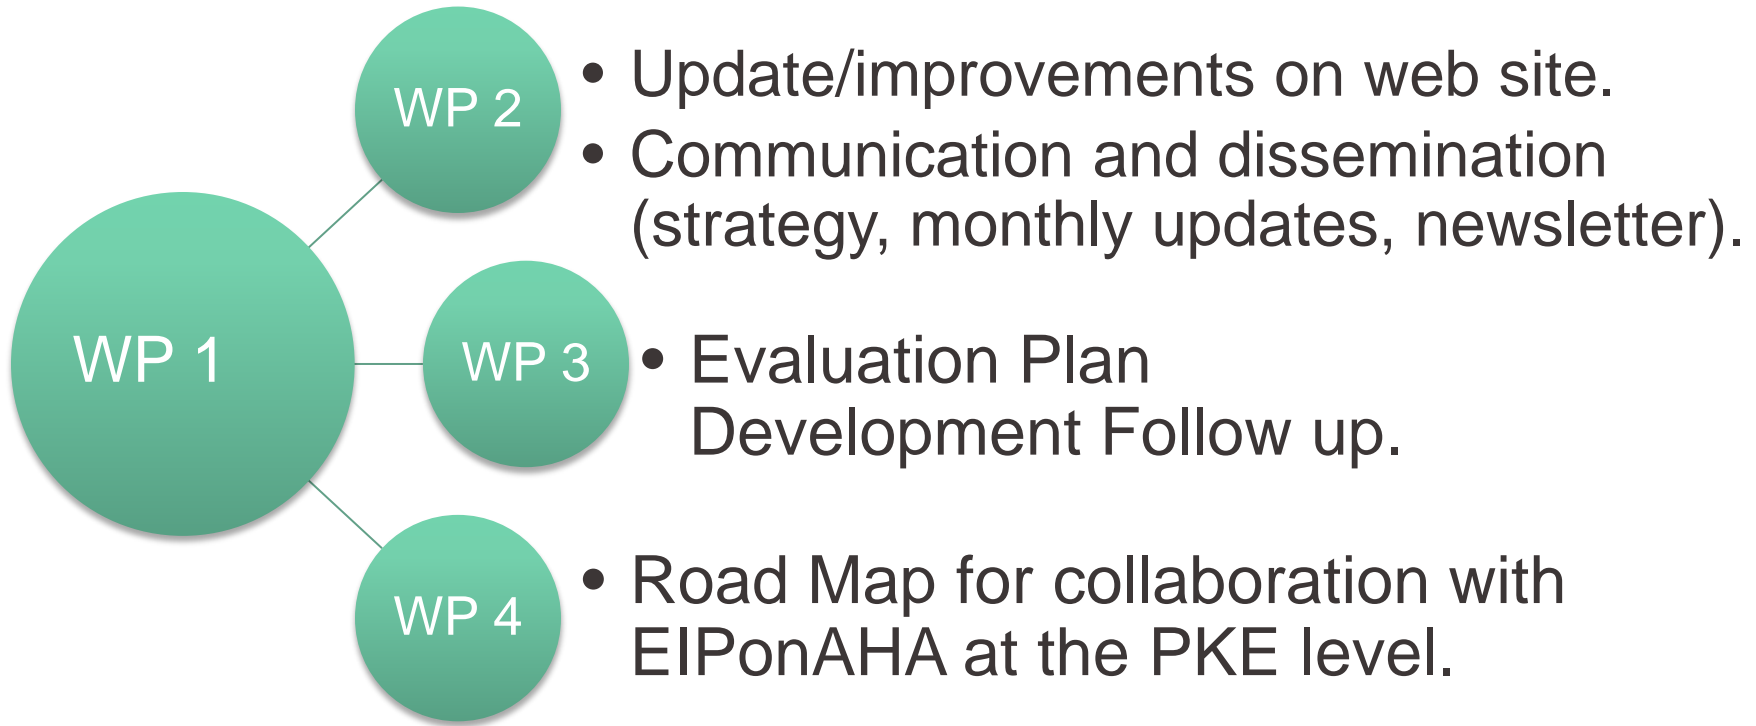 WP 1
WP 2
• Update/improvements on web site.
• Communication and dissemination
(strategy, monthly updates, newsletter).
WP 3
• Evaluation Plan
Development Follow up.
WP 4
• Road Map for collaboration with
EIPonAHA at the PKE level.